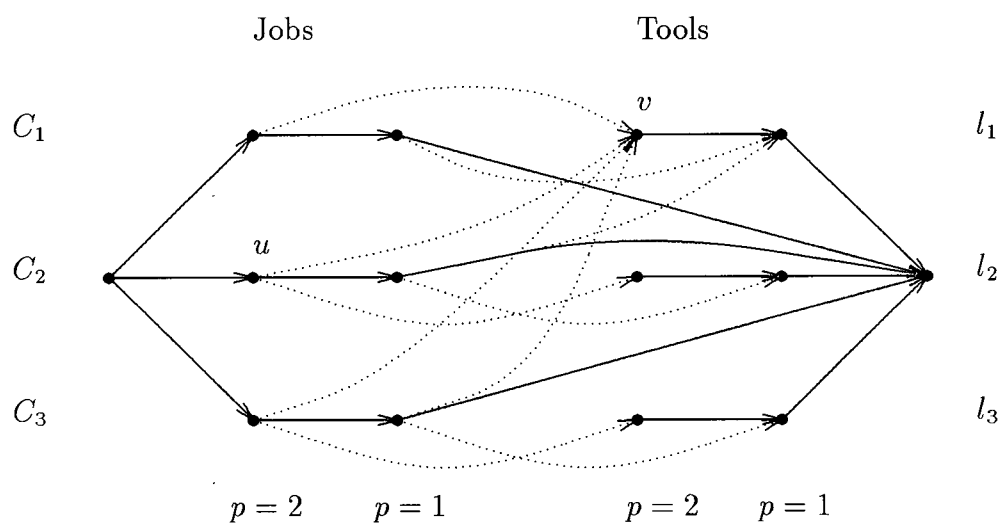 Jobs Tools
C₁ v l₁
u
C₂ l₂
C₃ l₃
p = 2 p = 1 p = 2 p = 1